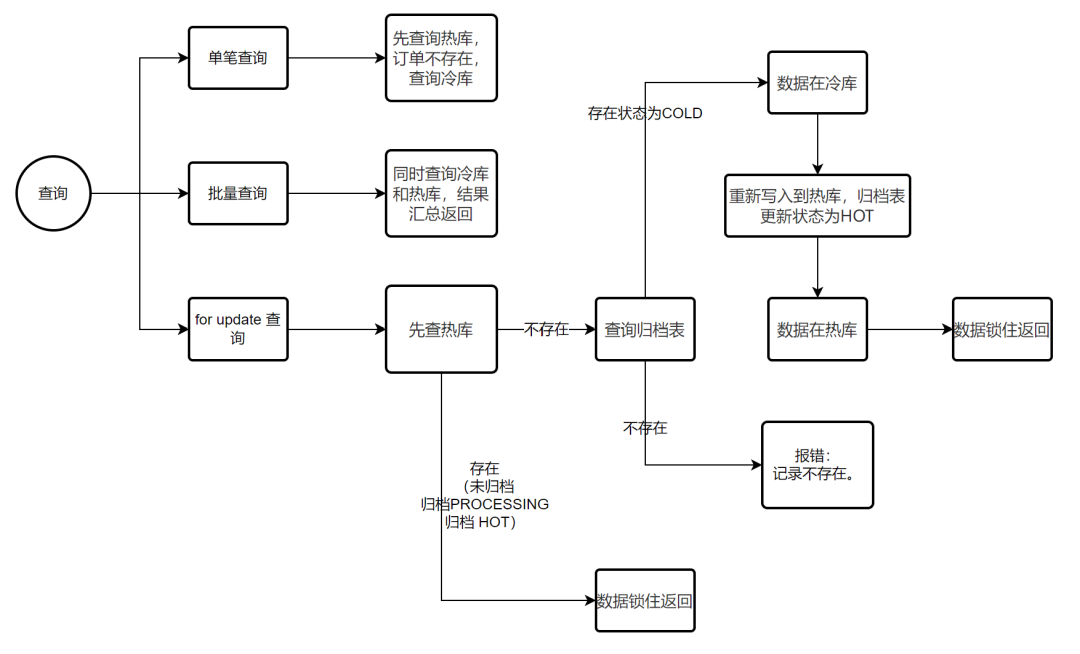 查询
单笔查询
先查询热库，
订单不存在，
查询冷库
批量查询
同时查询冷库
和热库，结果
汇总返回
for update 查
询
先查热库
不存在
查询归档表
存在状态为COLD
数据在冷库
重新写入到热库，归档表
更新状态为HOT
数据在热库
数据锁住返回
不存在
报错：
记录不存在。
存在
（未归档
归档PROCESSING
归档 HOT）
数据锁住返回